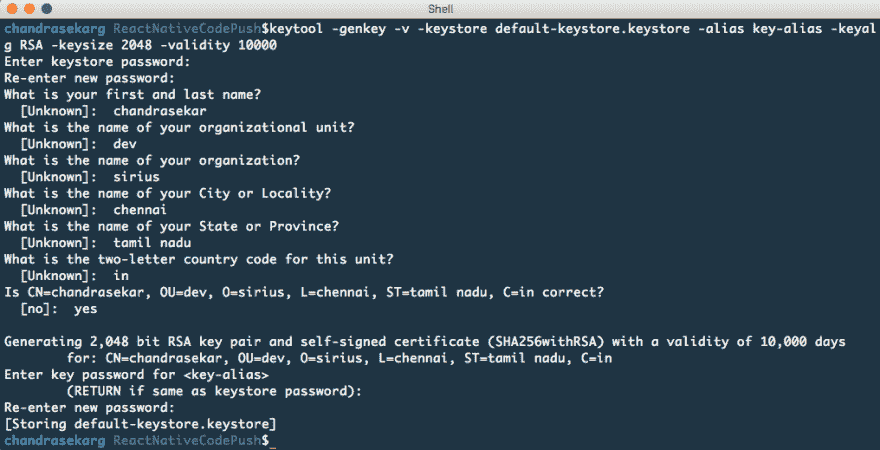 Shell
chandrasekarg ReactNativeCodePush$keytool -genkey -v -keystore default-keystore.keystore -alias key-alias -keyal
g RSA -keysize 2048 -validity 10000
Enter keystore password:
Re-enter new password:
What is your first and last name?
[Unknown]:  chandrasekar
What is the name of your organizational unit?
[Unknown]:  dev
What is the name of your organization?
[Unknown]:  sirius
What is the name of your City or Locality?
[Unknown]:  chennai
What is the name of your State or Province?
[Unknown]:  tamil nadu
What is the two-letter country code for this unit?
[Unknown]:  in
Is CN=chandrasekar, OU=dev, O=sirius, L=chennai, ST=tamil nadu, C=in correct?
[no]:  yes
Generating 2,048 bit RSA key pair and self-signed certificate (SHA256withRSA) with a validity of 10,000 days
for: CN=chandrasekar, OU=dev, O=sirius, L=chennai, ST=tamil nadu, C=in
Enter key password for <key-alias>
(RETURN if same as keystore password):
Re-enter new password:
[Storing default-keystore.keystore]
chandrasekarg ReactNativeCodePush$